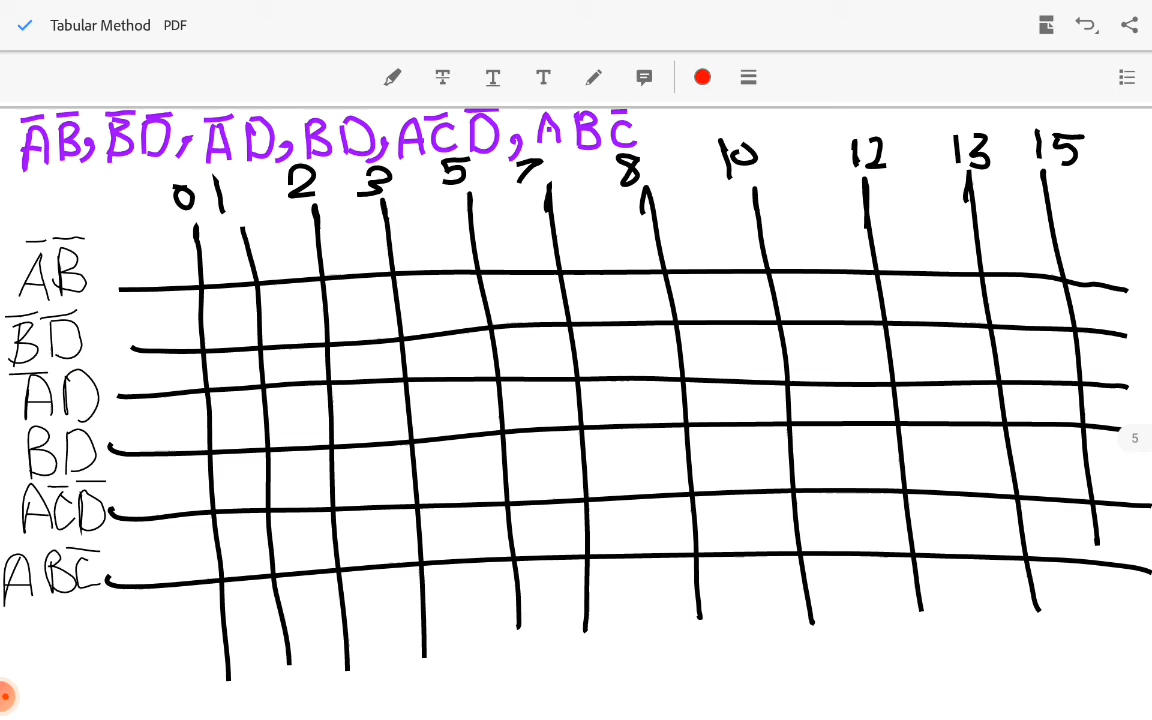 Tabular Method PDF
A̅B̅, B̅D̅, A̅D, BD, AC̅D̅, ABC̅
0 1 2 3 5 7 8 10 12 13 15
A̅B̅
B̅D̅
A̅D
BD
AC̅D̅
ABC̅
5